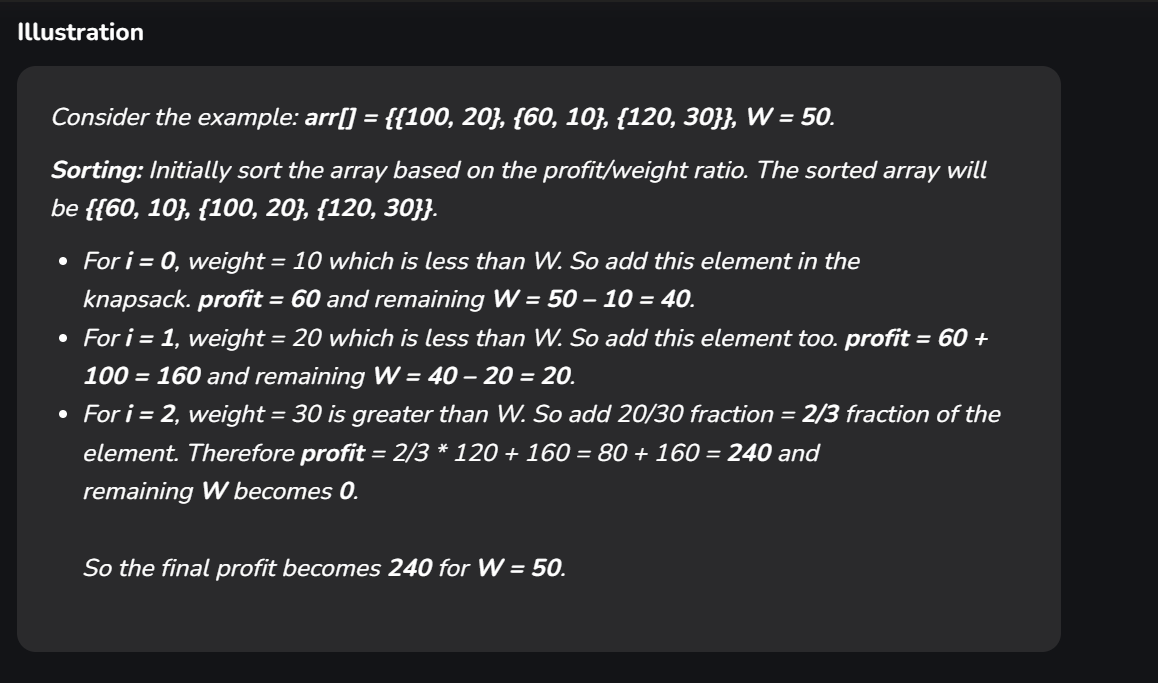 Illustration
Consider the example: arr[] = {{100, 20}, {60, 10}, {120, 30}}, W = 50.
Sorting: Initially sort the array based on the profit/weight ratio. The sorted array will
be {{60, 10}, {100, 20}, {120, 30}}.
• For i = 0, weight = 10 which is less than W. So add this element in the
knapsack. profit = 60 and remaining W = 50 – 10 = 40.
• For i = 1, weight = 20 which is less than W. So add this element too. profit = 60 +
100 = 160 and remaining W = 40 – 20 = 20.
• For i = 2, weight = 30 is greater than W. So add 20/30 fraction = 2/3 fraction of the
element. Therefore profit = 2/3 * 120 + 160 = 80 + 160 = 240 and
remaining W becomes 0.
So the final profit becomes 240 for W = 50.